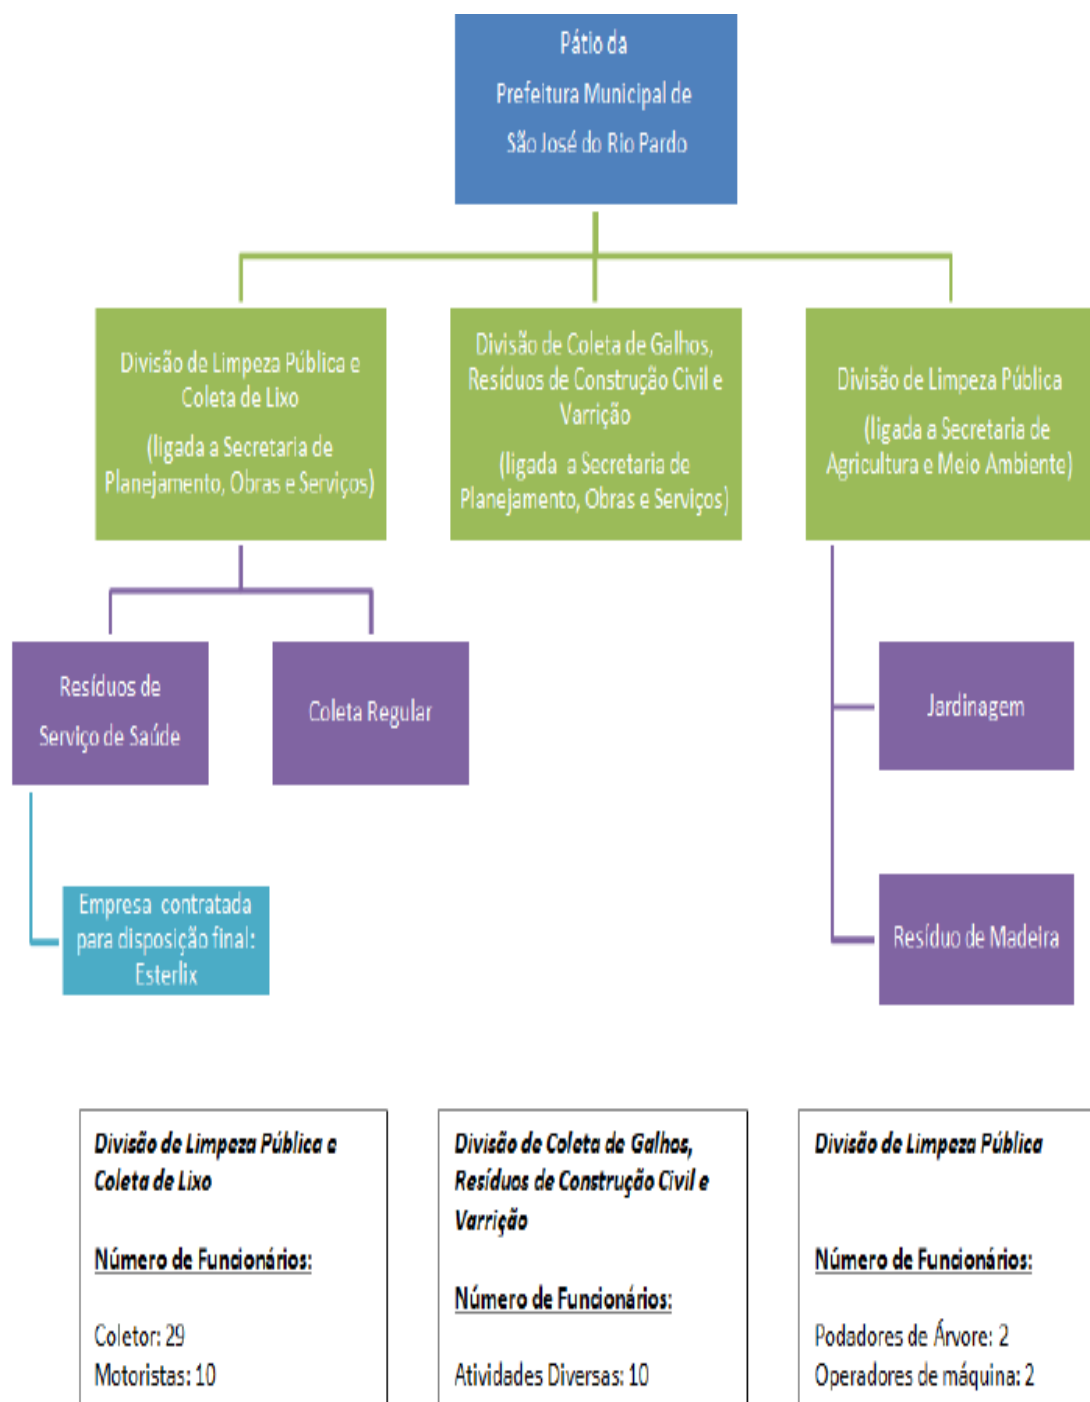 Pátio da
Prefeitura Municipal de
São José do Rio Pardo
Divisão de Limpeza Pública e
Coleta de Lixo
(ligada a Secretaria de
Planejamento, Obras e Serviços)
Divisão de Coleta de Galhos,
Resíduos de Construção Civil e
Varrição
(ligada a Secretaria de
Planejamento, Obras e Serviços)
Divisão de Limpeza Pública
(ligada a Secretaria de
Agricultura e Meio Ambiente)
Resíduos de
Serviço de Saúde
Coleta Regular
Jardinagem
Empresa contratada
para disposição final:
Esterlix
Resíduo de Madeira
Divisão de Limpeza Pública e
Coleta de Lixo
Número de Funcionários:
Coletor: 29
Motoristas: 10
Divisão de Coleta de Galhos,
Resíduos de Construção Civil e
Varrição
Número de Funcionários:
Atividades Diversas: 10
Divisão de Limpeza Pública
Número de Funcionários:
Podadores de Árvore: 2
Operadores de máquina: 2